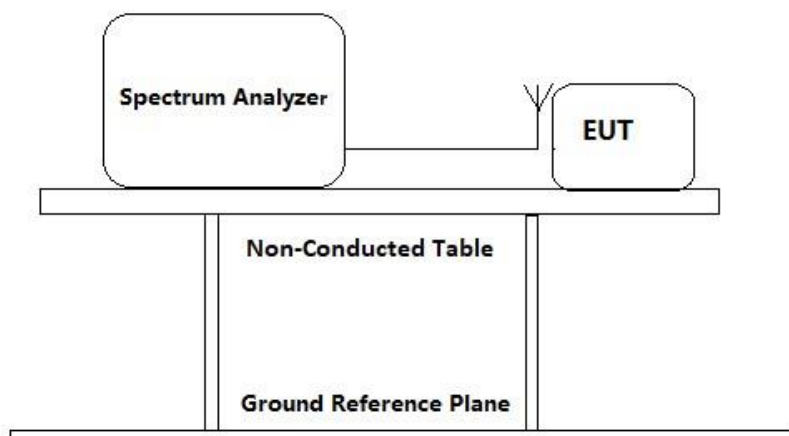 Spectrum Analyzer
EUT
Non-Conducted Table
Ground Reference Plane